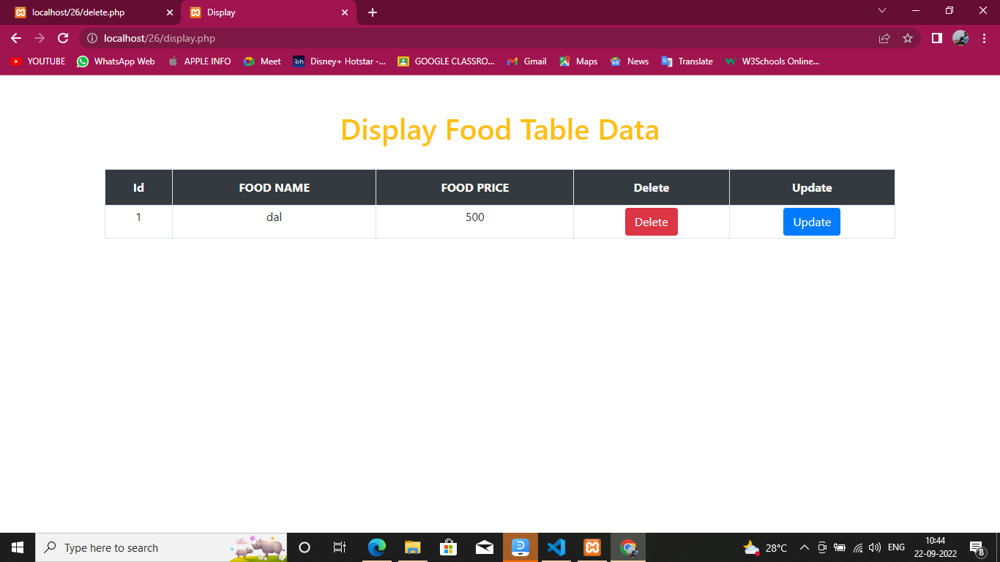 localhost/26/delete.php
Display
localhost/26/display.php
YOUTUBE WhatsApp Web APPLE INFO Meet Disney+ Hotstar -... GOOGLE CLASSRO... Gmail Maps News Translate W3Schools Online...
Display Food Table Data
Id FOOD NAME FOOD PRICE Delete Update
1 dal 500 Delete Update
Type here to search
28°C
ENG
10:44
22-09-2022
8